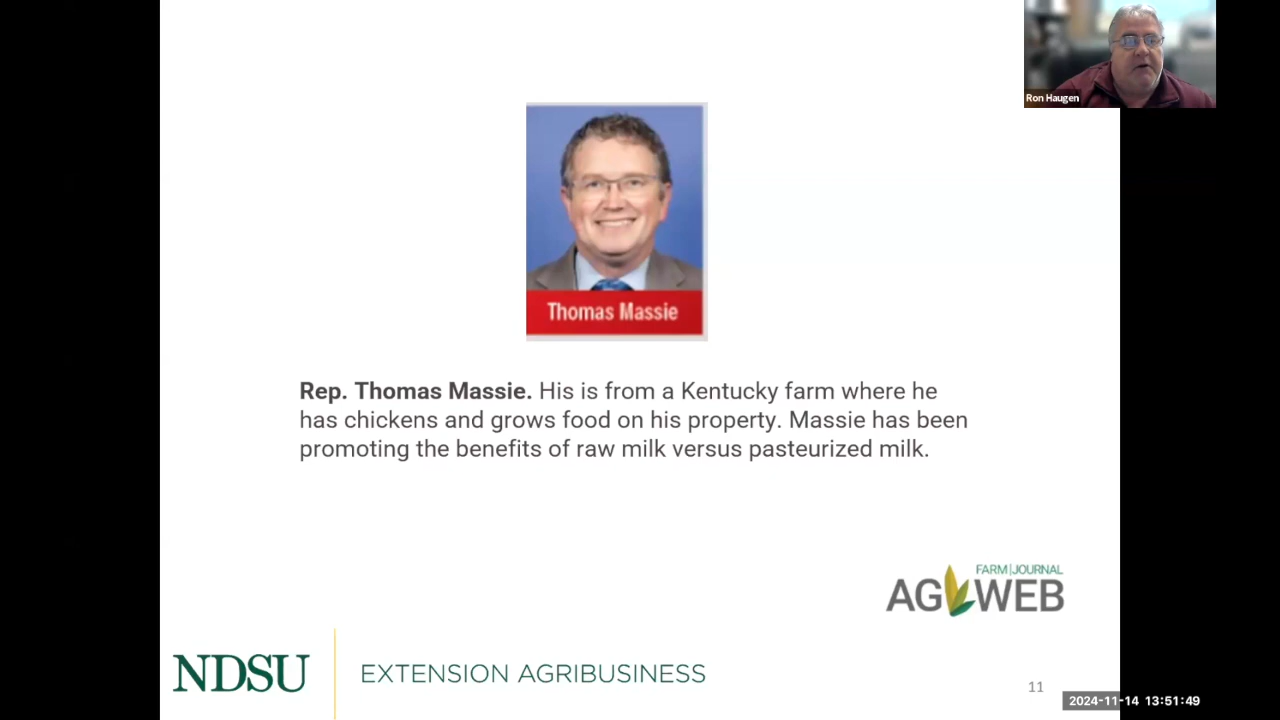 Ron Haugen
Thomas Massie
Rep. Thomas Massie. His is from a Kentucky farm where he
has chickens and grows food on his property. Massie has been
promoting the benefits of raw milk versus pasteurized milk.
FARM|JOURNAL
AG WEB
NDSU
EXTENSION AGRIBUSINESS
11
2024-11-14 13:51:49